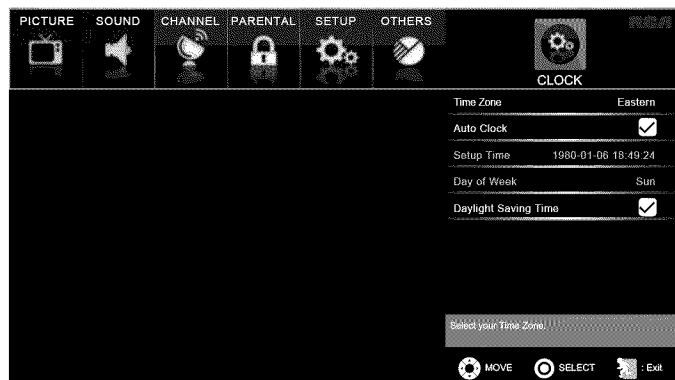 PICTURE SOUND CHANNEL PARENTAL SETUP OTHERS
RCA
CLOCK
Time Zone Eastern
Auto Clock
Setup Time 1980-01-06 18:49:24
Day of Week Sun
Daylight Saving Time
Select your Time Zone.
MOVE SELECT : Exit